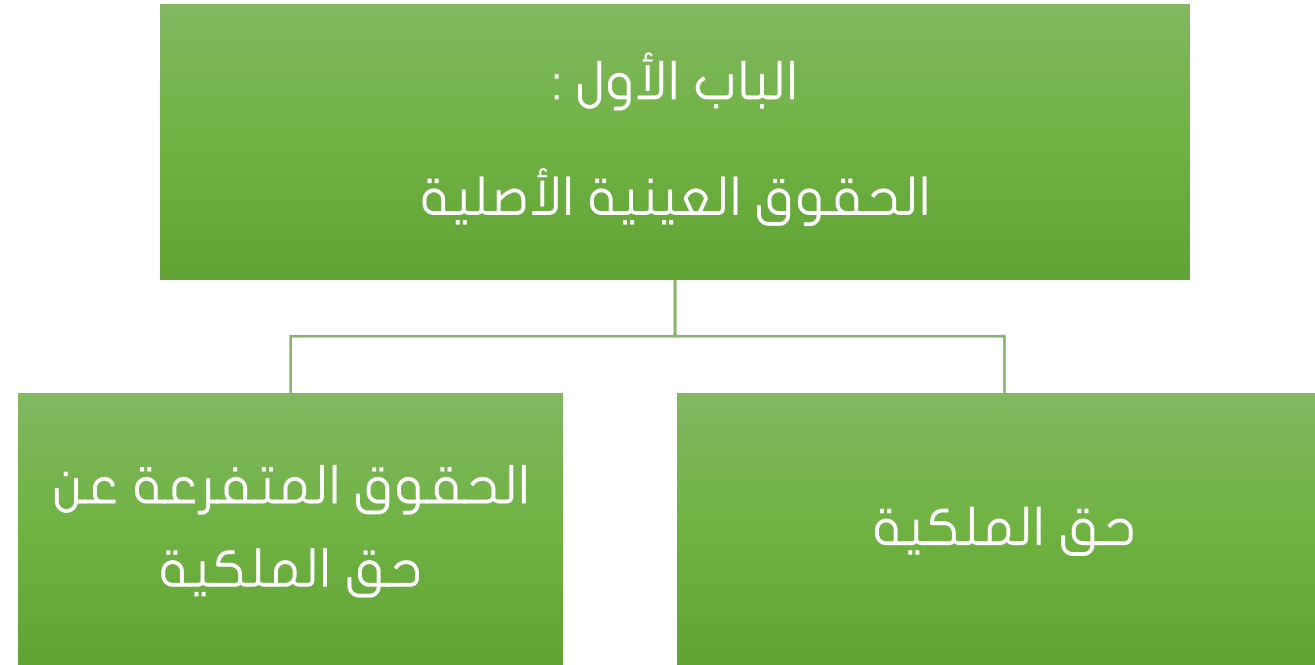 الباب الأول :
الحقوق العينية الأصلية
حق الملكية
الحقوق المتفرعة عن
حق الملكية